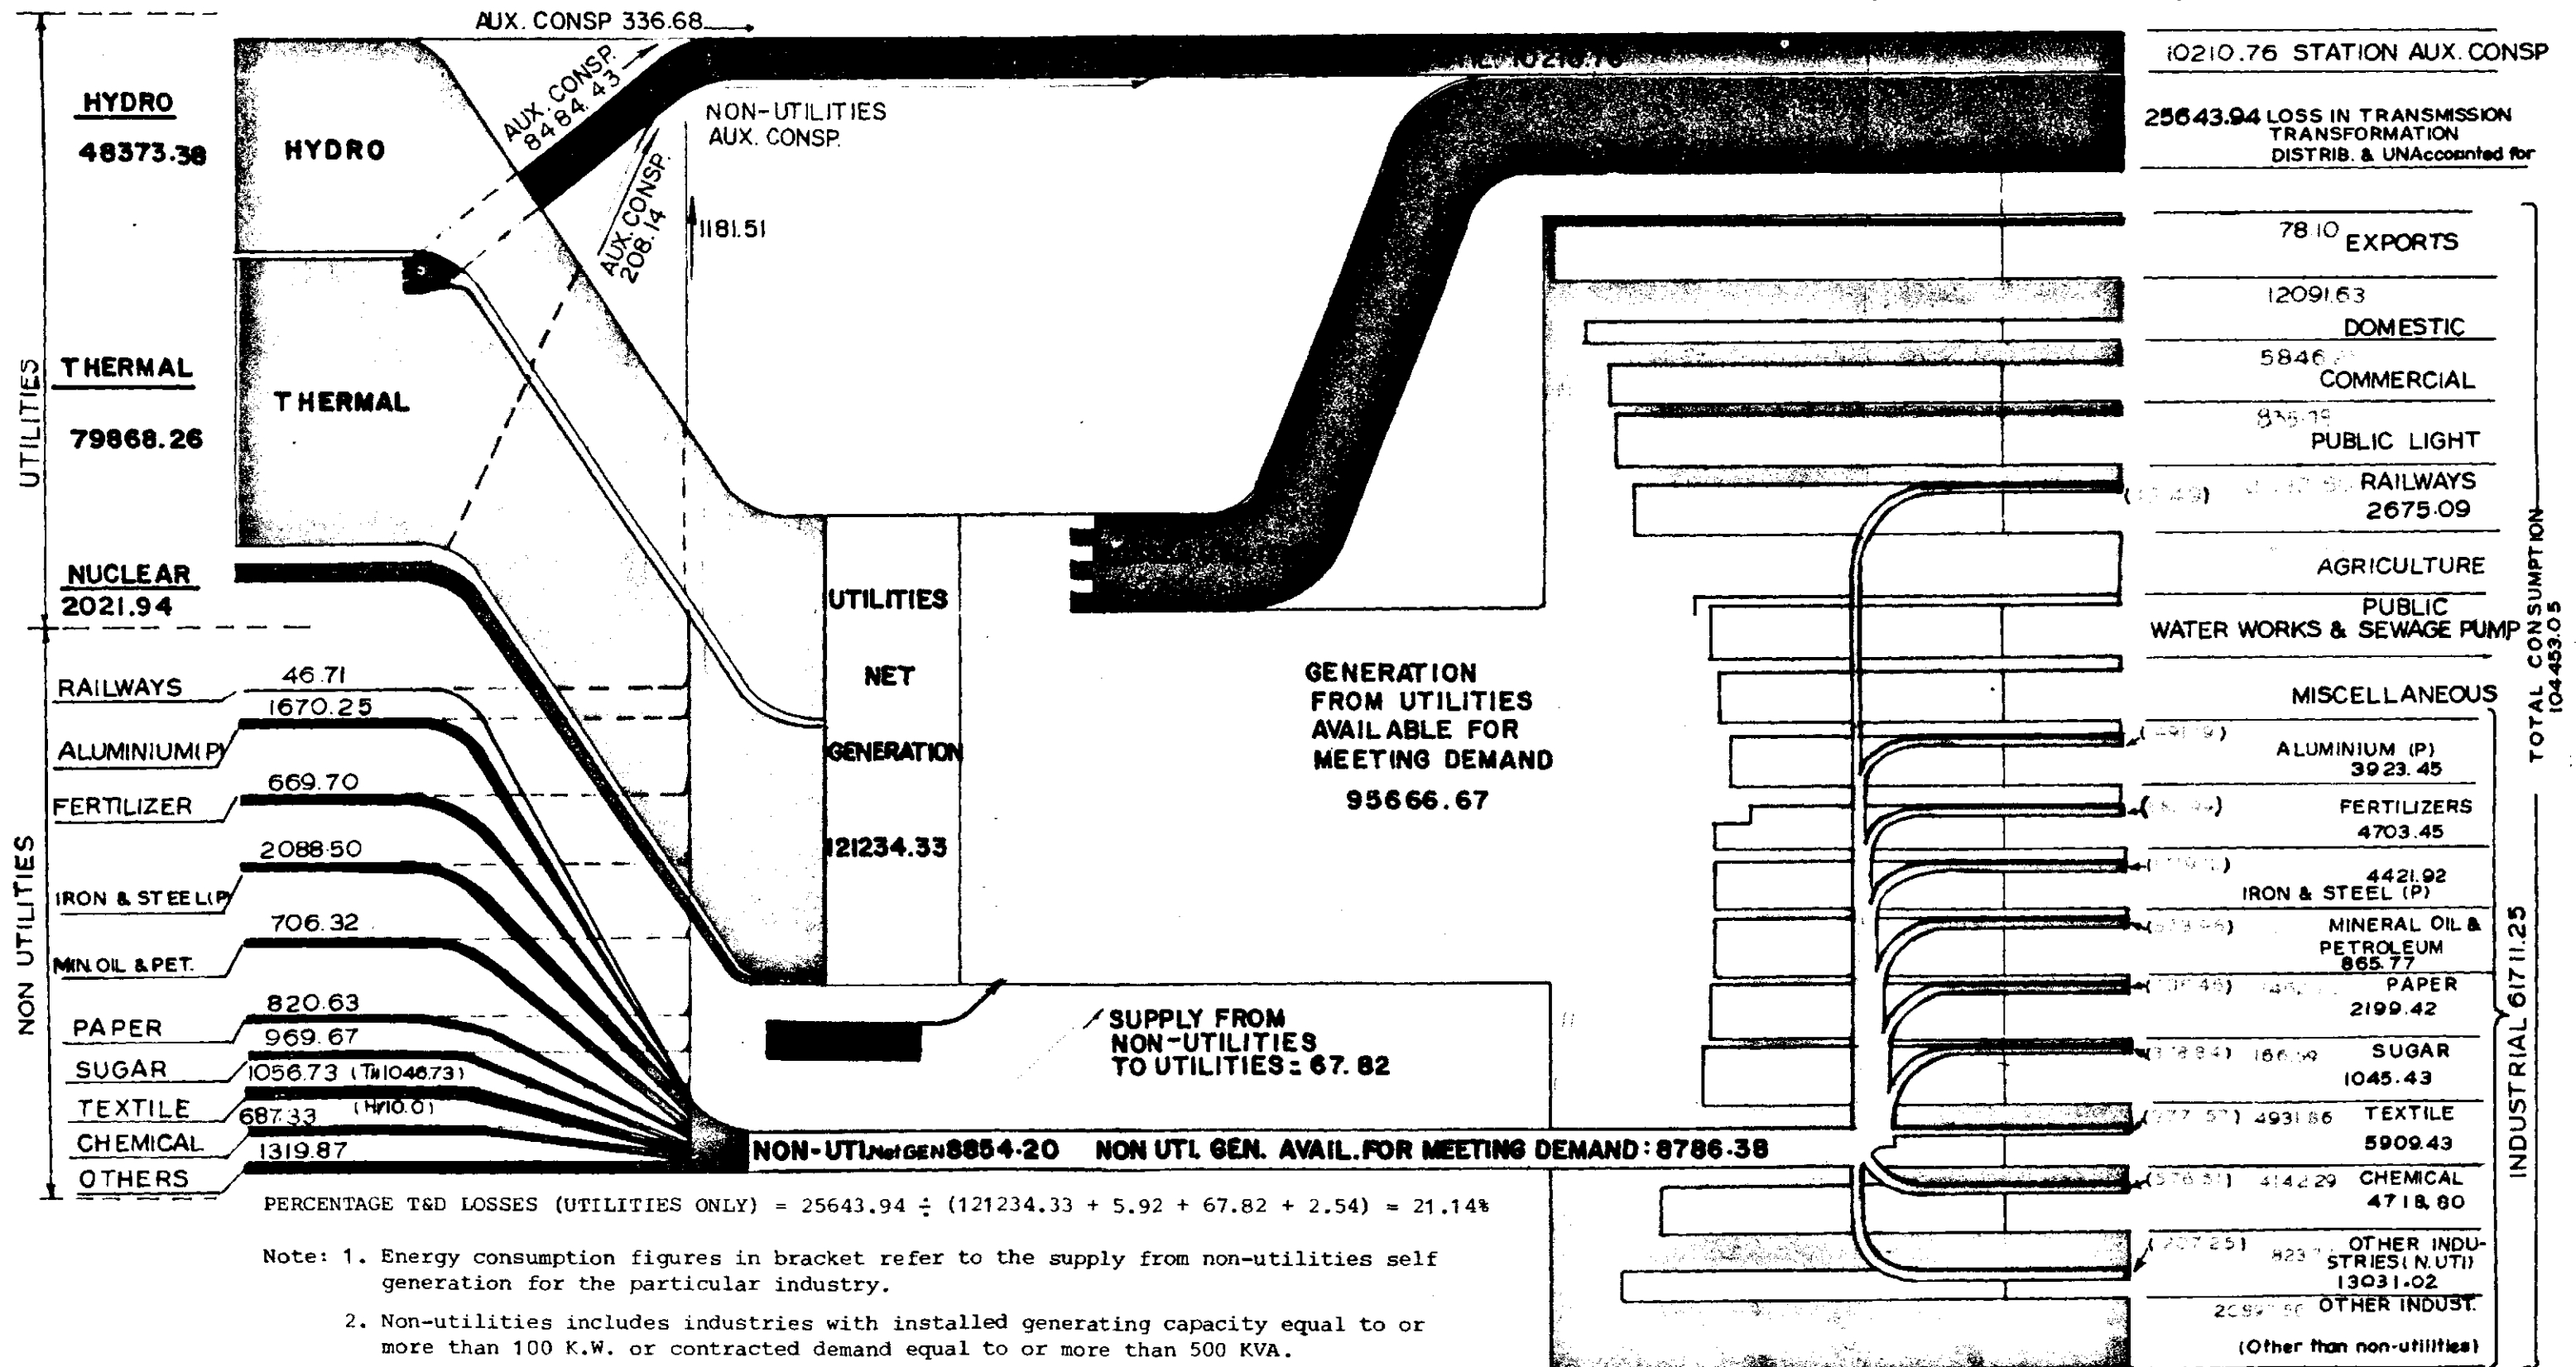 AUX. CONSP 336.68
UTILITIES
HYDRO
48373.38
HYDRO
AUX. CONSP.
8484.43
AUX. CONSP.
208.14
NON-UTILITIES
AUX. CONSP.
1181.51
THERMAL
79868.26
THERMAL
NUCLEAR
2021.94
NON UTILITIES
RAILWAYS
46.71
ALUMINIUM(P)
1670.25
FERTILIZER
669.70
IRON & STEEL(P)
2088.50
MIN.OIL & PET.
706.32
PAPER
820.63
SUGAR
969.67
TEXTILE
1056.73 (TH1046.73)
(HY10.0)
CHEMICAL
687.33
OTHERS
1319.87
UTILITIES
NET
GENERATION
121234.33
GENERATION
FROM UTILITIES
AVAILABLE FOR
MEETING DEMAND
95666.67
SUPPLY FROM
NON-UTILITIES
TO UTILITIES = 67.82
NON-UTI.Net GEN 8854.20 NON UTI. GEN. AVAIL. FOR MEETING DEMAND: 8786.38
10210.76 STATION AUX. CONSP
25643.94 LOSS IN TRANSMISSION
TRANSFORMATION
DISTRIB. & UNAccounted for
78.10 EXPORTS
12091.63
DOMESTIC
5846
COMMERCIAL
PUBLIC LIGHT
RAILWAYS
2675.09
AGRICULTURE
PUBLIC
WATER WORKS & SEWAGE PUMP
MISCELLANEOUS
ALUMINIUM (P)
3923.45
FERTILIZERS
4703.45
4421.92
IRON & STEEL (P)
MINERAL OIL &
PETROLEUM
865.77
PAPER
2199.42
SUGAR
1045.43
4931.86 TEXTILE
5909.43
4142.29 CHEMICAL
4718.80
OTHER INDU-
STRIES( N.UTI)
13031.02
OTHER INDUST.
(Other than non-utilities)
TOTAL CONSUMPTION
104453.05
INDUSTRIAL 61711.25
PERCENTAGE T&D LOSSES (UTILITIES ONLY) = 25643.94 ÷ (121234.33 + 5.92 + 67.82 + 2.54) = 21.14%
Note: 1. Energy consumption figures in bracket refer to the supply from non-utilities self
generation for the particular industry.
2. Non-utilities includes industries with installed generating capacity equal to or
more than 100 K.W. or contracted demand equal to or more than 500 KVA.